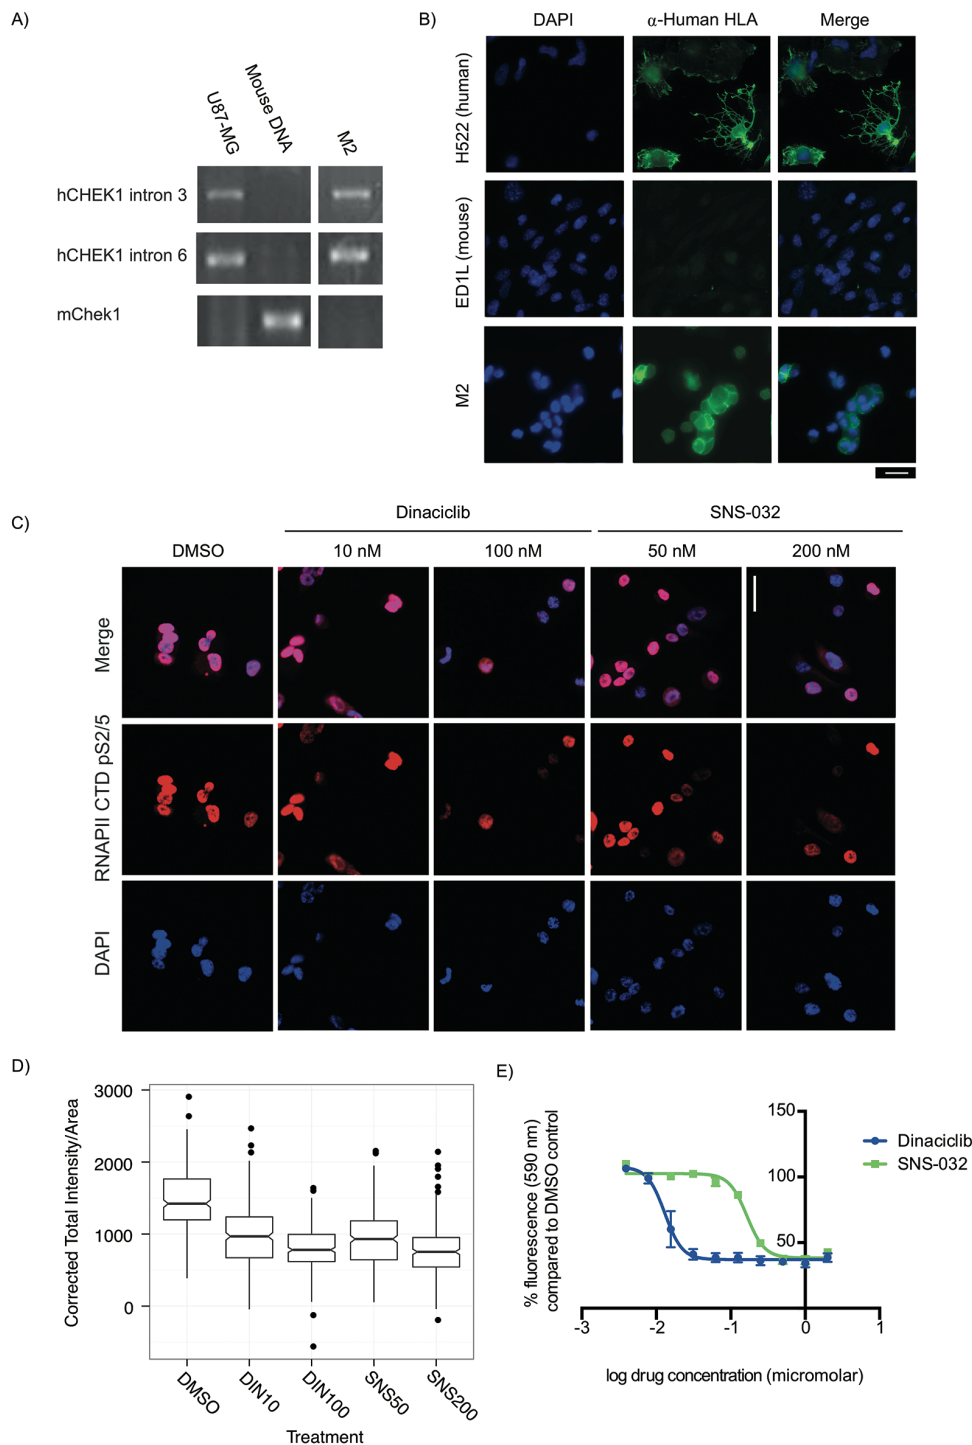 A)
U87-MG
Mouse DNA
M2
hCHEK1 intron 3
hCHEK1 intron 6
mChek1
B)
DAPI
α-Human HLA
Merge
H522 (human)
ED1L (mouse)
M2
C)
Dinaciclib
SNS-032
DMSO
10 nM
100 nM
50 nM
200 nM
Merge
RNAPII CTD pS2/5
DAPI
D)
Corrected Total Intensity/Area
3000
2000
1000
0
DMSO
DIN10
DIN100
SNS50
SNS200
Treatment
E)
% fluorescence (590 nm)
compared to DMSO control
150
100
50
-3
-2
-1
0
1
log drug concentration (micromolar)
Dinaciclib
SNS-032